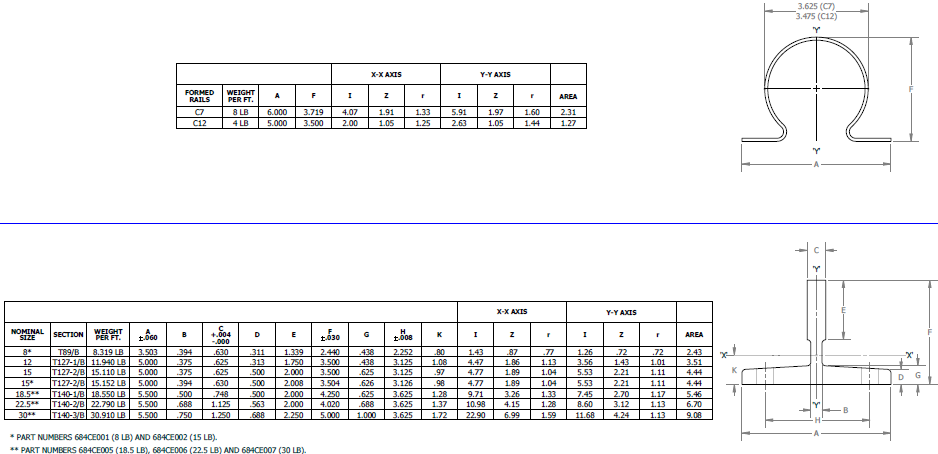 3.625 (C7)
3.475 (C12)
"Y"
F
"Y"
A
X-X AXIS Y-Y AXIS
FORMED RAILS WEIGHT PER FT. A F I Z r I Z r AREA
C7 8 LB 6.000 3.719 4.07 1.91 1.33 5.91 1.97 1.60 2.31
C12 4 LB 5.000 3.500 2.00 1.05 1.25 2.63 1.05 1.44 1.27
C
"Y"
E
F
"X" "X"
K
D
G
"Y"
B
H
A
X-X AXIS Y-Y AXIS
NOMINAL SIZE SECTION WEIGHT PER FT. A ±.060 B C +.004 -.000 D E F ±.030 G H ±.008 K I Z r I Z r AREA
8* T89/B 8.319 LB 3.503 .394 .630 .311 1.339 2.440 .438 2.252 .80 1.43 .87 .77 1.26 .72 .72 2.43
12 T127-1/B 11.940 LB 5.000 .375 .625 .313 1.750 3.500 .438 3.125 1.08 4.47 1.86 1.13 3.56 1.43 1.01 3.51
15 T127-2/B 15.110 LB 5.000 .375 .625 .500 2.000 3.500 .625 3.125 .97 4.77 1.89 1.04 5.53 2.21 1.11 4.44
15* T127-2/B 15.152 LB 5.000 .394 .630 .500 2.008 3.504 .626 3.126 .98 4.77 1.89 1.04 5.53 2.21 1.11 4.44
18.5** T140-1/B 18.550 LB 5.500 .500 .748 .500 2.000 4.250 .625 3.625 1.28 9.71 3.26 1.33 7.45 2.70 1.17 5.46
22.5** T140-2/B 22.790 LB 5.500 .688 1.125 .563 2.000 4.020 .688 3.625 1.37 10.98 4.15 1.28 8.60 3.12 1.13 6.70
30** T140-3/B 30.910 LB 5.500 .750 1.250 .688 2.250 5.000 1.000 3.625 1.72 22.90 6.99 1.59 11.68 4.24 1.13 9.08
* PART NUMBERS 684CE001 (8 LB) AND 684CE002 (15 LB).
** PART NUMBERS 684CE005 (18.5 LB), 684CE006 (22.5 LB) AND 684CE007 (30 LB).